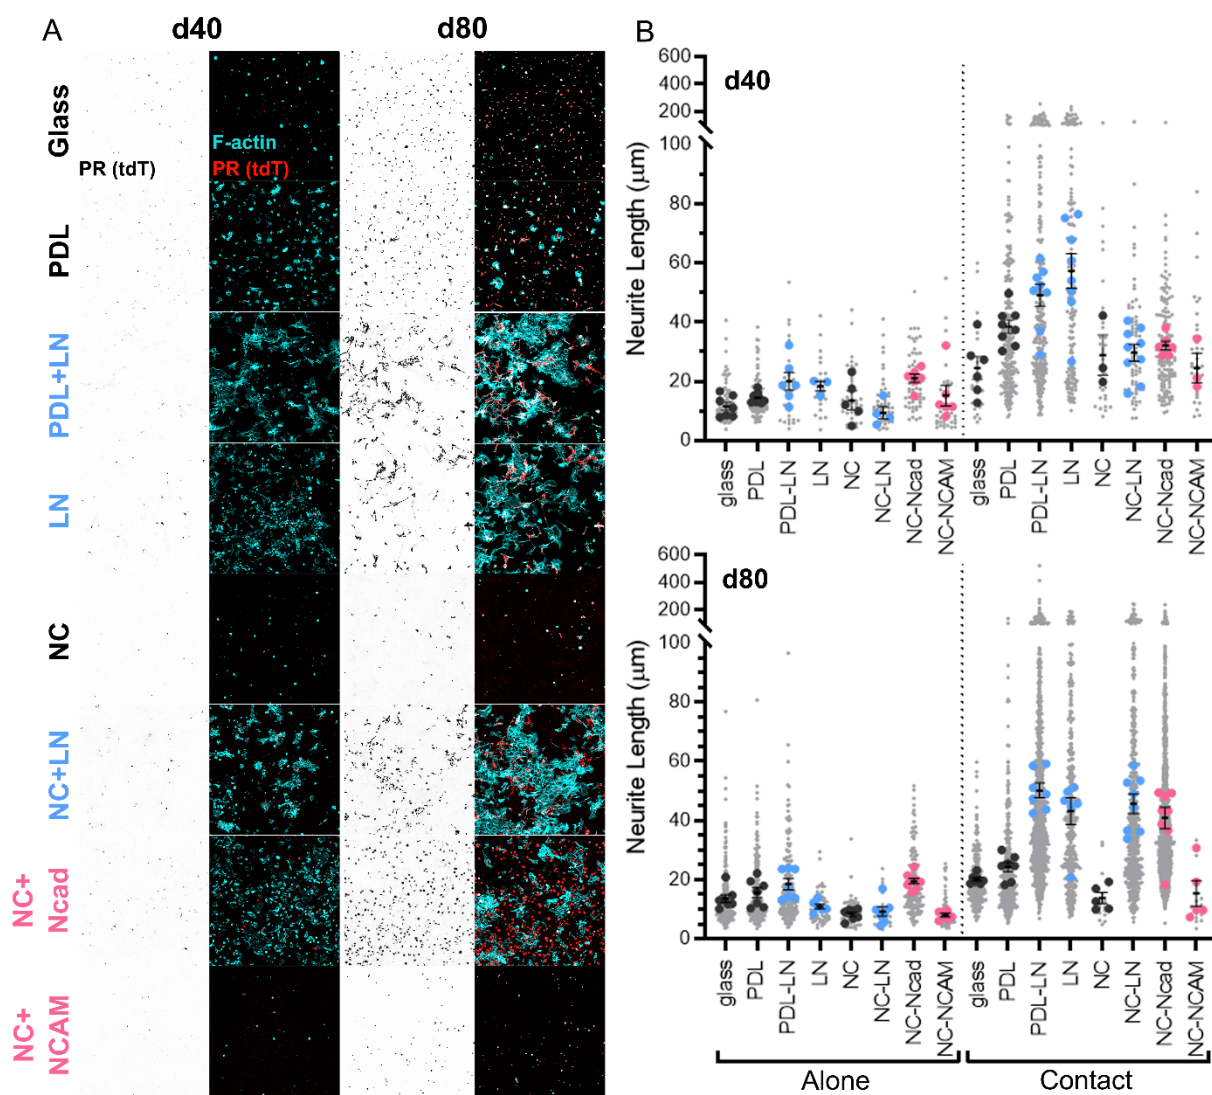 A
d40
d80
Glass
PDL
PDL+LN
LN
NC
NC+LN
NC+
Ncad
NC+
NCAM
PR (tdT)
F-actin
PR (tdT)
B
d40
Neurite Length (μm)
600
400
200
100
80
60
40
20
0
glass
PDL
PDL-LN
LN
NC
NC-LN
NC-Ncad
NC-NCAM
glass
PDL
PDL-LN
LN
NC
NC-LN
NC-Ncad
NC-NCAM
d80
Neurite Length (μm)
600
400
200
100
80
60
40
20
0
glass
PDL
PDL-LN
LN
NC
NC-LN
NC-Ncad
NC-NCAM
glass
PDL
PDL-LN
LN
NC
NC-LN
NC-Ncad
NC-NCAM
Alone
Contact